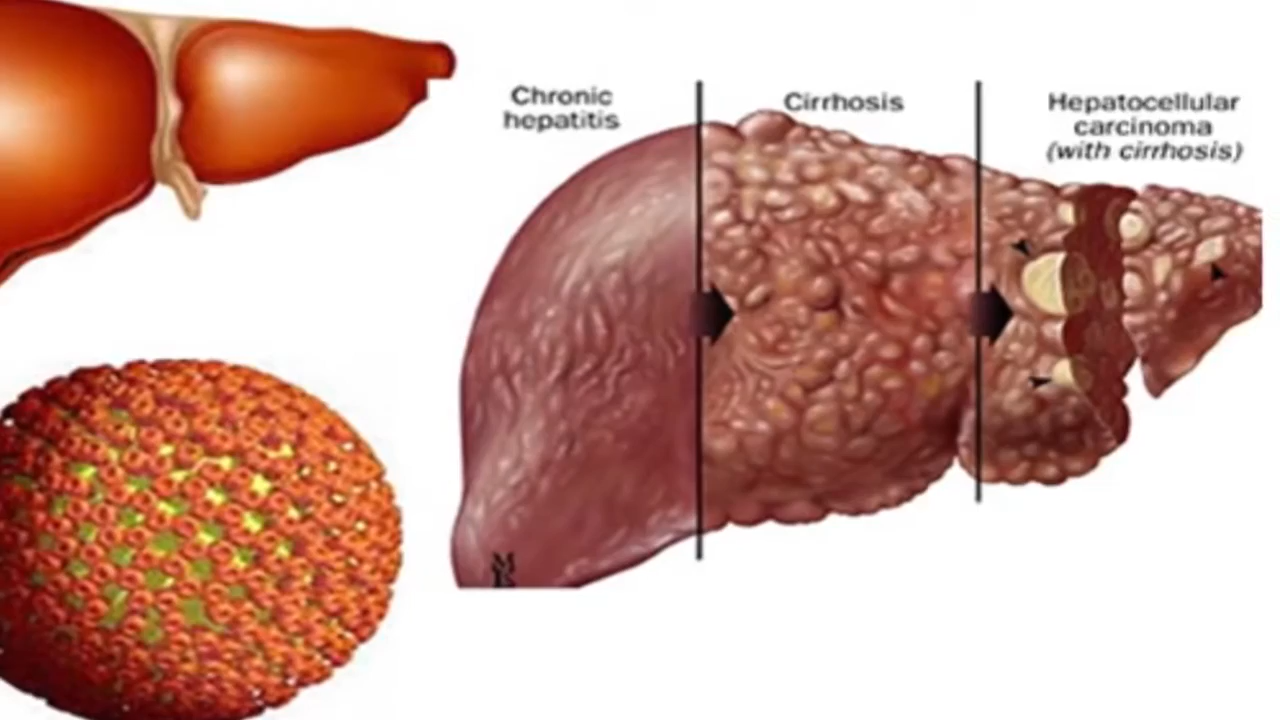 Chronic
hepatitis
Cirrhosis
Hepatocellular
carcinoma
(with cirrhosis)